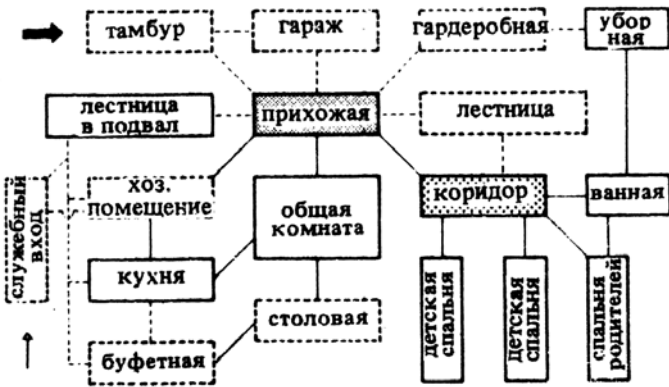 тамбур
гараж
гардеробная
убор
ная
лестница
в подвал
прихожая
лестница
служебный
вход
хоз.
помещение
общая
комната
коридор
ванная
кухня
столовая
буфетная
детская
спальня
детская
спальня
спальня
родителей